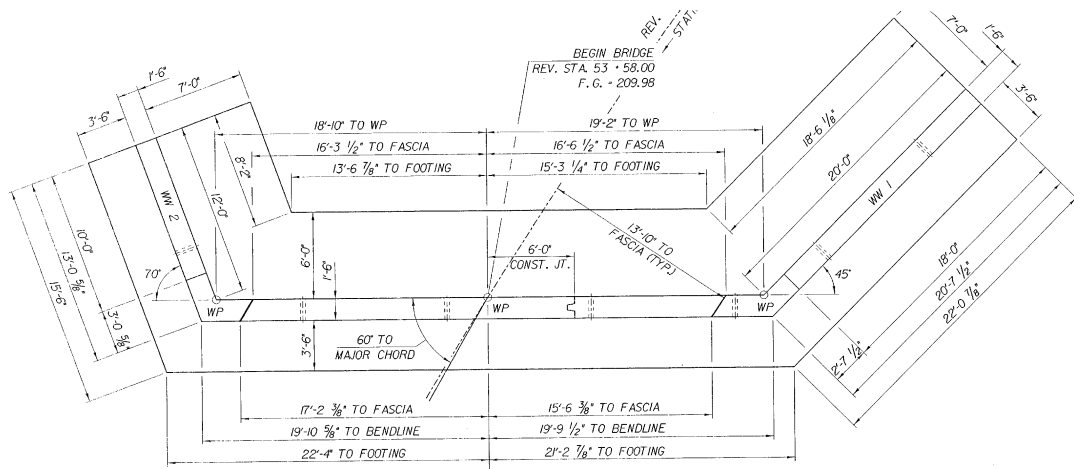 REV.
STATI
BEGIN BRIDGE
REV. STA. 53 + 58.00
F.G. = 209.98
1'-6"
7'-0"
3'-6"
7'-0"
1'-6"
3'-6"
18'-10" TO WP
19'-2" TO WP
16'-3 1/2" TO FASCIA
16'-6 1/2" TO FASCIA
13'-6 7/8" TO FOOTING
15'-3 1/4" TO FOOTING
18'-6 1/8"
20'-0"
8'-2"
12'-0"
WW 2
WW 1
10'-0"
13'-0 5/8"
15'-6"
3'-0 5/8"
70°
6'-0"
1'-6"
6'-0"
CONST. JT.
13'-10" TO
FASCIA (TYP.)
45°
18'-0"
20'-7 1/2"
22'-0 7/8"
2'-7 1/2"
WP
WP
WP
3'-6"
60° TO
MAJOR CHORD
17'-2 3/8" TO FASCIA
15'-6 3/8" TO FASCIA
19'-10 5/8" TO BENDLINE
19'-9 1/2" TO BENDLINE
22'-4" TO FOOTING
21'-2 7/8" TO FOOTING